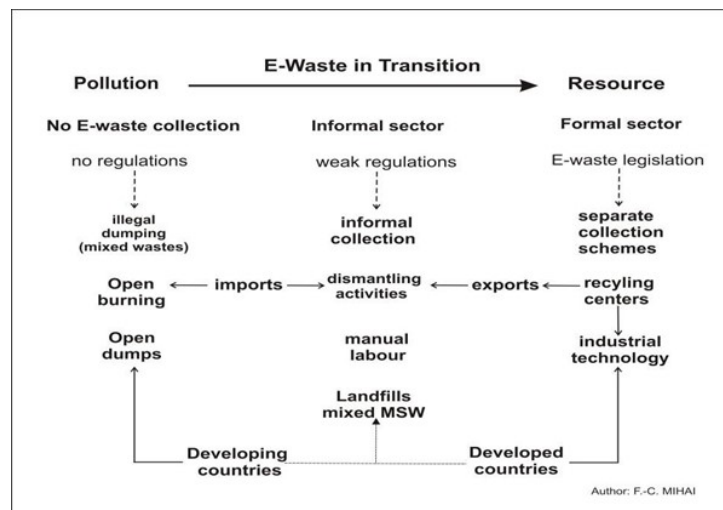 E-Waste in Transition
Pollution
Resource
No E-waste collection
Informal sector
Formal sector
no regulations
weak regulations
E-waste legislation
illegal
dumping
(mixed wastes)
informal
collection
separate
collection
schemes
Open
burning
imports
dismantling
activities
exports
recyling
centers
Open
dumps
manual
labour
industrial
technology
Landfills
mixed MSW
Developing
countries
Developed
countries
Author: F.-C. MIHAI